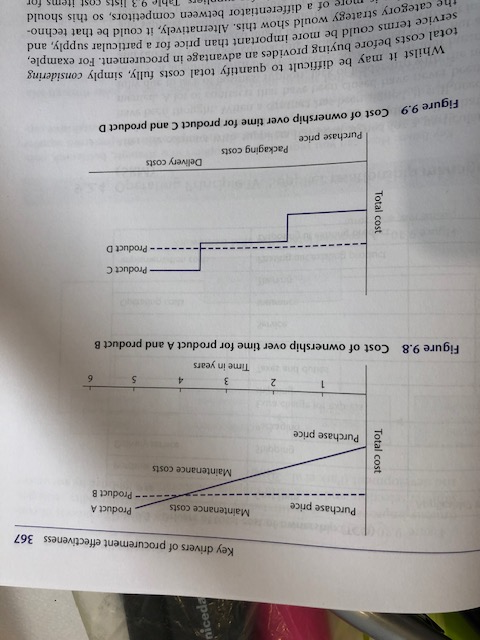 Key drivers of procurement effectiveness 367
Total cost
Purchase price
Maintenance costs
Product A
Product B
Maintenance costs
Purchase price
1 2 3 4 5 6
Time in years
Figure 9.8 Cost of ownership over time for product A and product B
Total cost
Product C
Product D
Purchase price
Packaging costs
Delivery costs
Figure 9.9 Cost of ownership over time for product C and product D
Whilst it may be difficult to quantify total costs fully, simply considering
total costs before buying provides an advantage in procurement. For example,
service terms could be more important than price for a particular supply, and
the category strategy would show this. Alternatively, it could be that techno-
is more of a differentiator between competitors, so this should
Table 9.3 lists cost items for
niceda